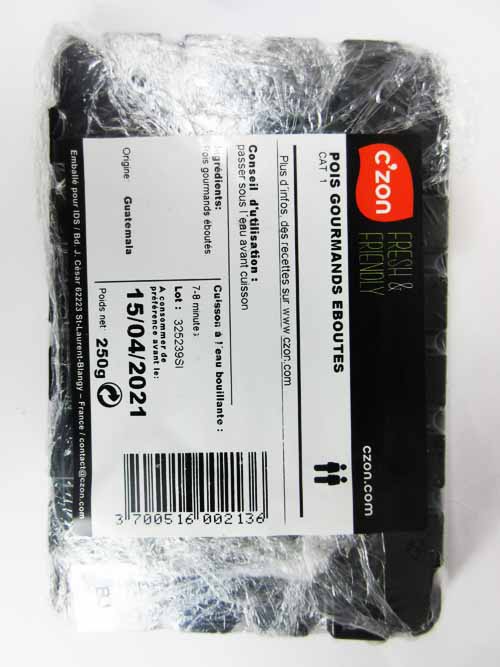 c'zon
FRESH &
FRIENDLY
czon.com
POIS GOURMANDS EBOUTES
CAT 1
Plus d'infos, des recettes sur www.czon.com
Conseil d'utilisation :
passer sous l'eau avant cuisson
Ingrédients:
Pois gourmands éboutés
Cuisson à l'eau bouillante :
7-8 minutes
Lot : 325239SI
A consommer de
préférence avant le:
15/04/2021
Origine: Guatemala
Poids net: 250g
Emballé pour IDS / Bd. J. César 62223 St-Laurent-Blangy – France / contact@czon.com
3 700516 002136